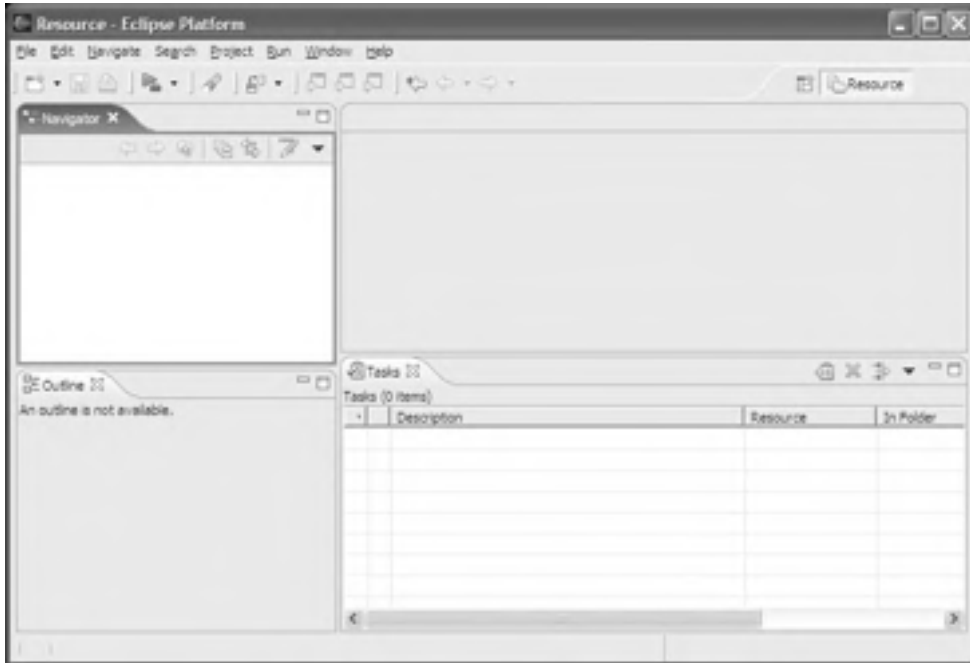 Resource - Eclipse Platform
File Edit Navigate Search Project Run Window Help
Resource
Navigator
Outline
An outline is not available.
Tasks
Tasks (0 items)
Description Resource In Folder